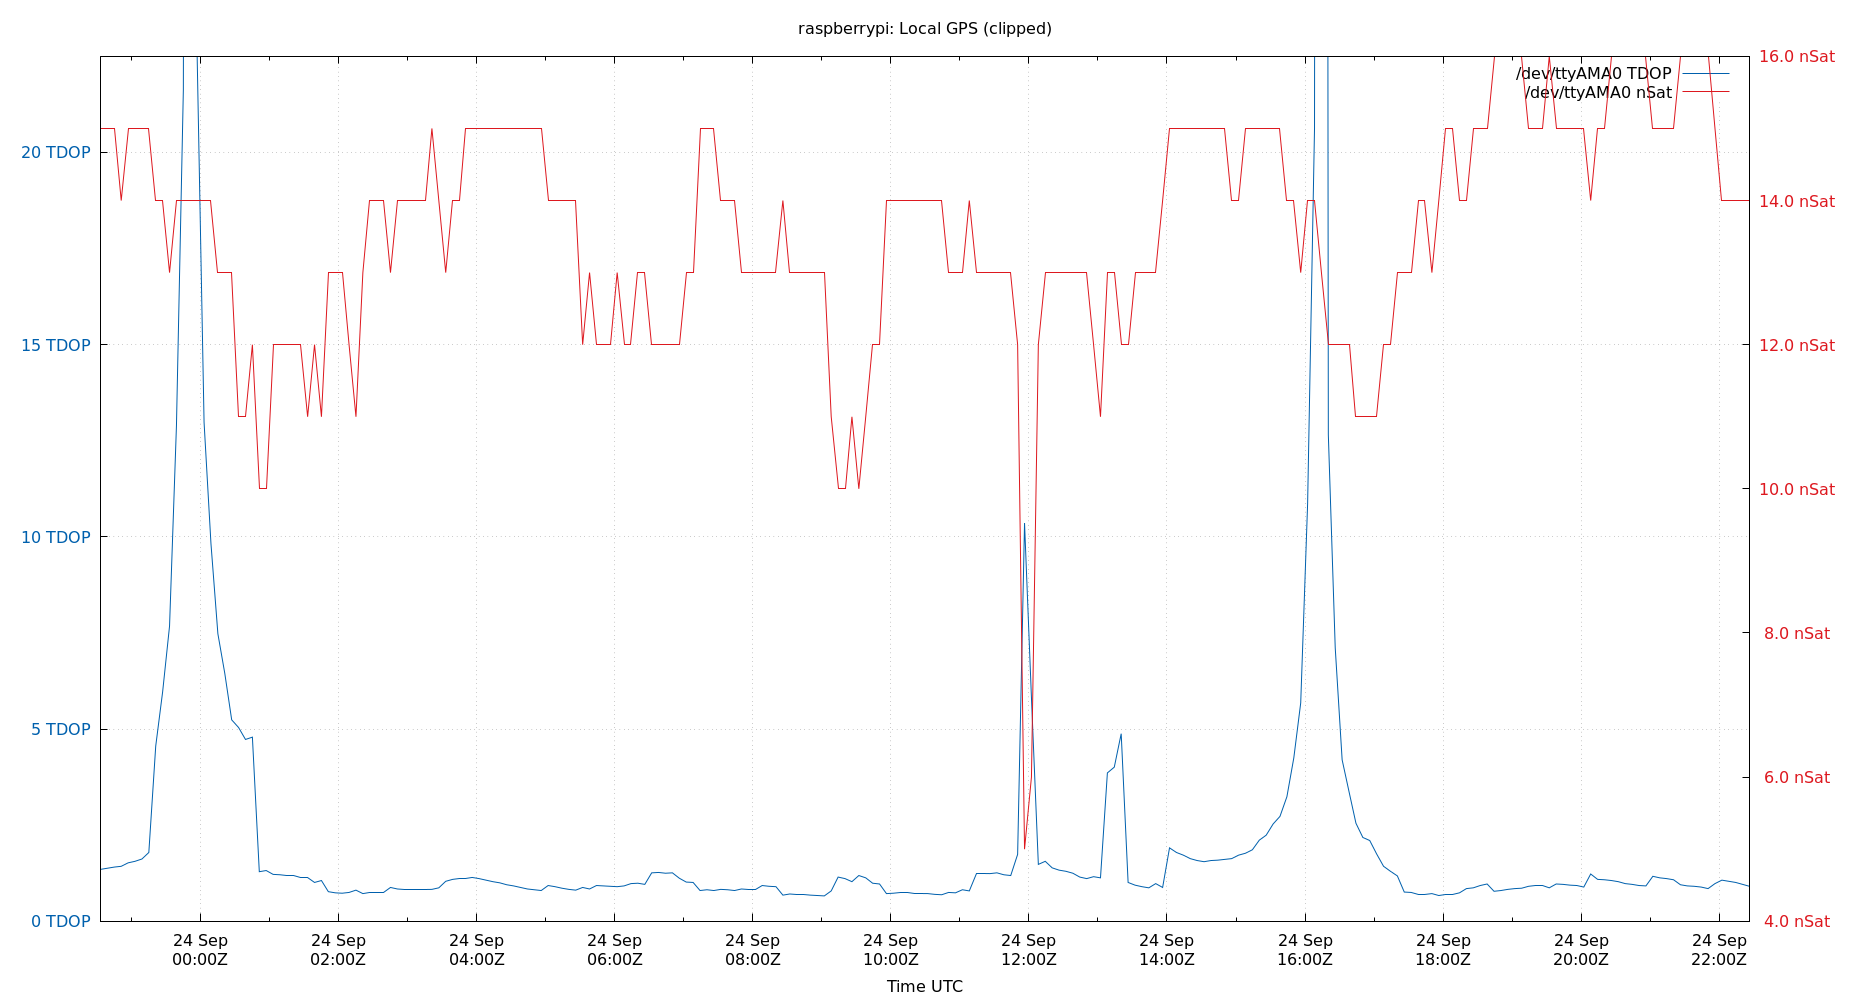 raspberrypi: Local GPS (clipped)
/dev/ttyAMA0 TDOP
/dev/ttyAMA0 nSat
20 TDOP
15 TDOP
10 TDOP
5 TDOP
0 TDOP
16.0 nSat
14.0 nSat
12.0 nSat
10.0 nSat
8.0 nSat
6.0 nSat
4.0 nSat
24 Sep
00:00Z
24 Sep
02:00Z
24 Sep
04:00Z
24 Sep
06:00Z
24 Sep
08:00Z
24 Sep
10:00Z
24 Sep
12:00Z
24 Sep
14:00Z
24 Sep
16:00Z
24 Sep
18:00Z
24 Sep
20:00Z
24 Sep
22:00Z
Time UTC